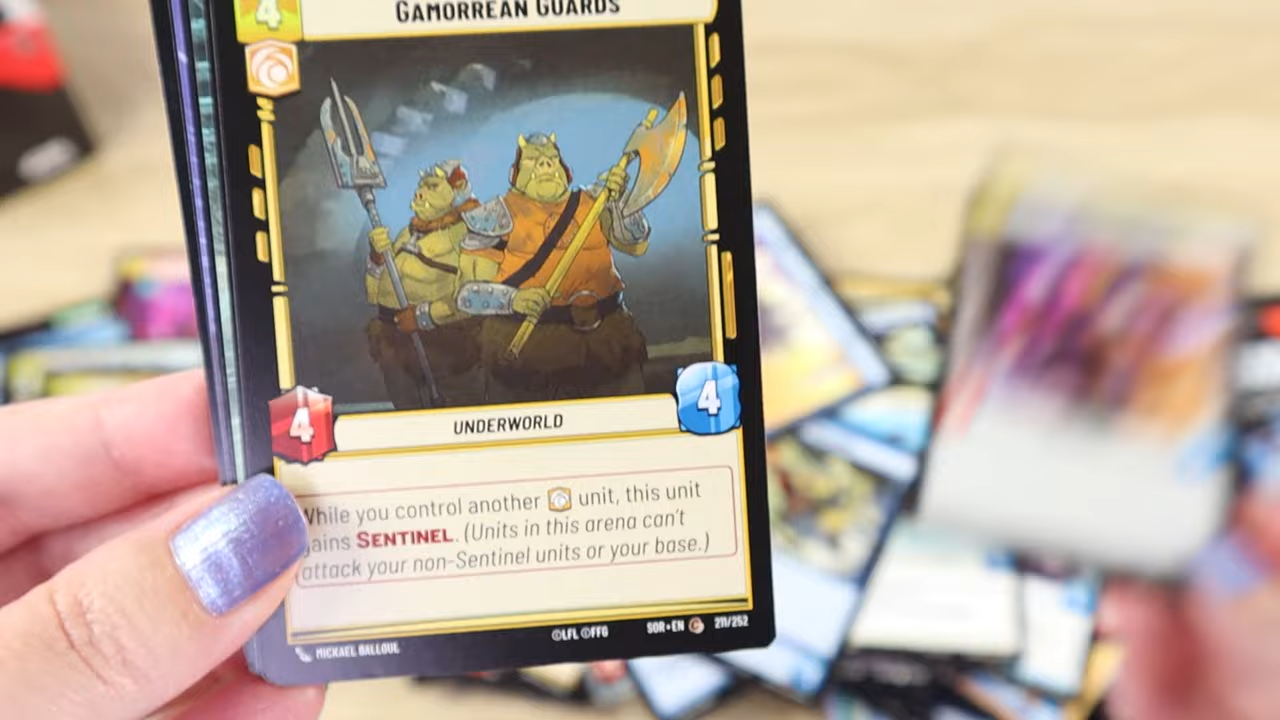 4
GAMORREAN GUARDS
4
4
UNDERWORLD
While you control another unit, this unit
gains SENTINEL. (Units in this arena can't
attack your non-Sentinel units or your base.)
©LFL ©FFG SOR•EN C 211/252
MICKAEL BALLOUL